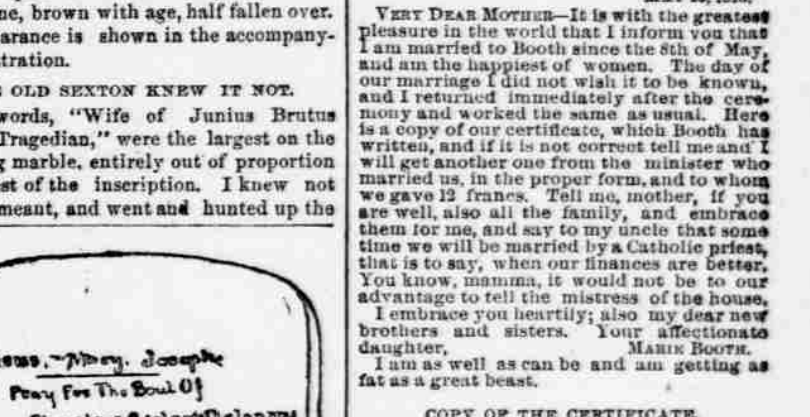 ne, brown with age, half fallen over.
arance is shown in the accompany-
tration.
OLD SEXTON KNEW IT NOT.
words, "Wife of Junius Brutus
Tragedian," were the largest on the
g marble, entirely out of proportion
st of the inscription. I knew not
meant, and went and hunted up the
Mary. Joseph
Pray For The Soul Of
VERY DEAR MOTHER—It is with the greatest
pleasure in the world that I inform you that
I am married to Booth since the 8th of May,
and am the happiest of women. The day of
our marriage I did not wish it to be known,
and I returned immediately after the cere-
mony and worked the same as usual. Here
is a copy of our certificate, which Booth has
written, and if it is not correct tell me and I
will get another one from the minister who
married us, in the proper form, and to whom
we gave 12 francs. Tell me, mother, if you
are well, also all the family, and embrace
them for me, and say to my uncle that some
time we will be married by a Catholic priest,
that is to say, when our finances are better.
You know, mamma, it would not be to our
advantage to tell the mistress of the house.
I embrace you heartily; also my dear new
brothers and sisters. Your affectionate
daughter, MARIE BOOTH.
I am as well as can be and am getting as
fat as a great beast.
COPY OF THE CERTIFICATE.